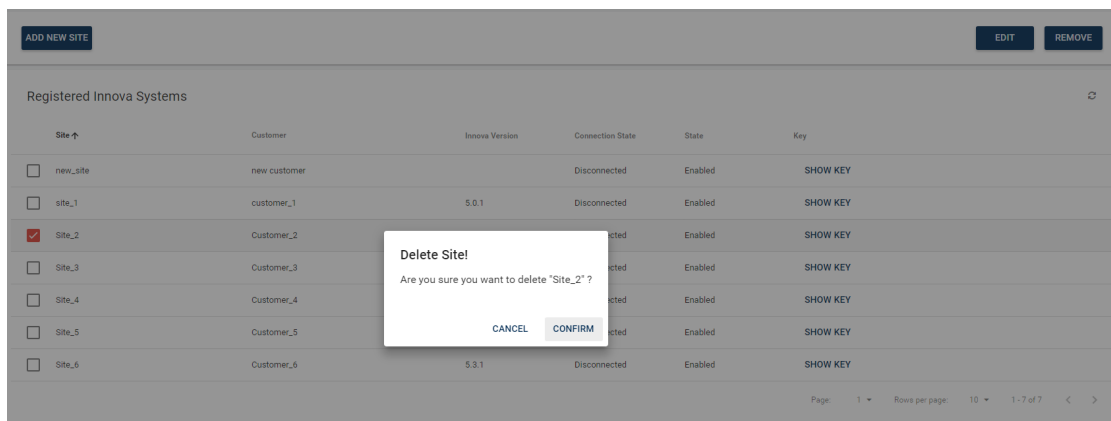 ADD NEW SITE EDIT REMOVE
Registered Innova Systems
Site Customer Innova Version Connection State State Key
new_site new customer Disconnected Enabled SHOW KEY
site_1 customer_1 5.0.1 Disconnected Enabled SHOW KEY
Site_2 Customer_2 ected Enabled SHOW KEY
Delete Site!
Site_3 Customer_3 ected Enabled SHOW KEY
Are you sure you want to delete "Site_2" ?
Site_4 Customer_4 ected Enabled SHOW KEY
Site_5 Customer_5 ected Enabled SHOW KEY
CANCEL CONFIRM
Site_6 Customer_6 5.3.1 Disconnected Enabled SHOW KEY
Page: 1 Rows per page: 10 1-7 of 7